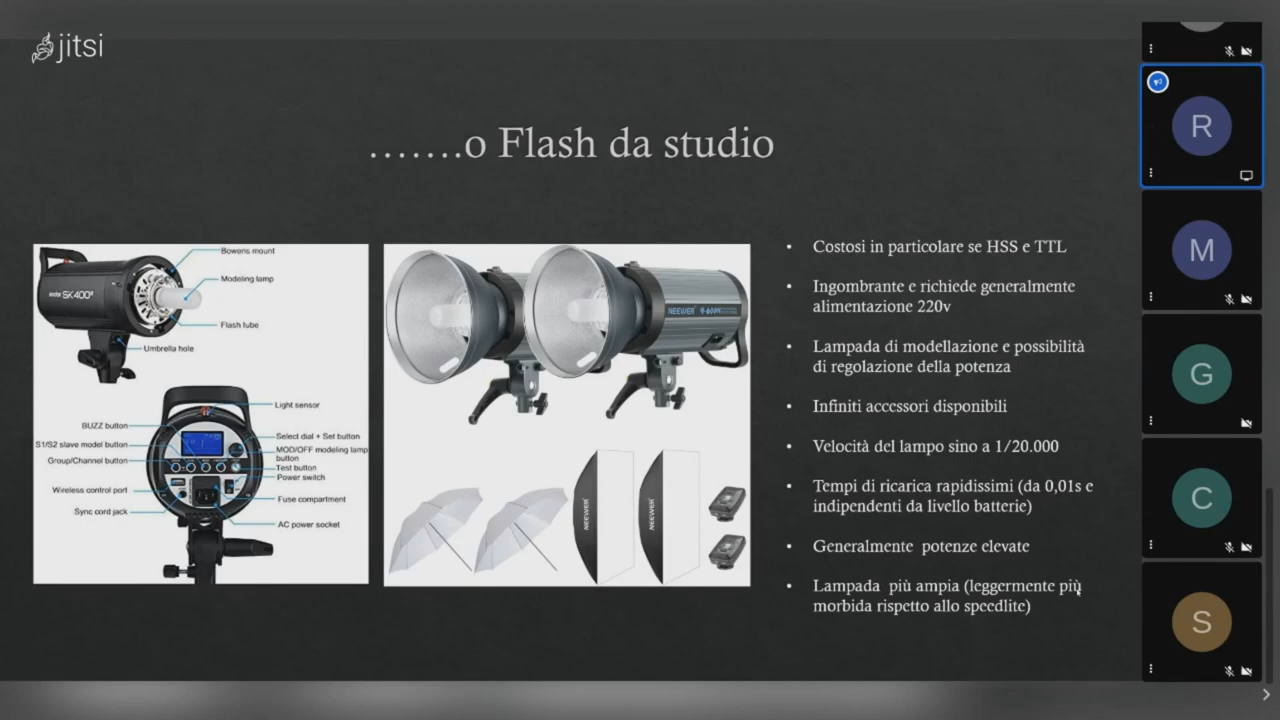 jitsi
…….o Flash da studio
Bowens mount
Modeling lamp
SK400II
Flash tube
Umbrella hole
Light sensor
BUZZ button
Select dial + Set button
S1/S2 slave model button
MOD/OFF modeling lamp
button
Group/Channel button
Test button
Power switch
Wireless control port
Fuse compartment
Sync cord jack
AC power socket
NEEWER
NEEWER
NEEWER
• Costosi in particolare se HSS e TTL
• Ingombrante e richiede generalmente
alimentazione 220v
• Lampada di modellazione e possibilità
di regolazione della potenza
• Infiniti accessori disponibili
• Velocità del lampo sino a 1/20.000
• Tempi di ricarica rapidissimi (da 0,01s e
indipendenti da livello batterie)
• Generalmente potenze elevate
• Lampada più ampia (leggermente più
morbida rispetto allo speedlite)
R
M
G
C
S